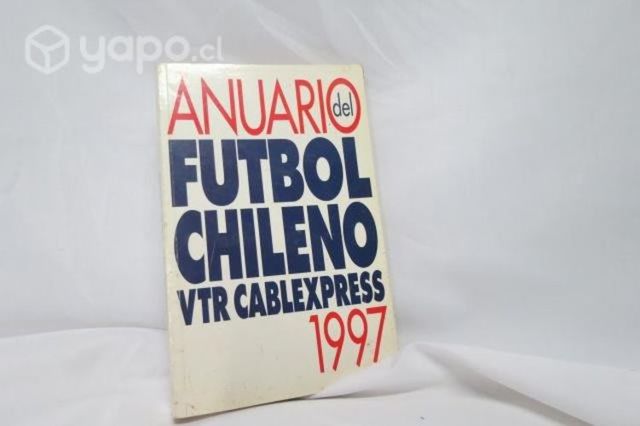 yapo.cl
ANUARIO del
FUTBOL
CHILENO
VTR CABLEXPRESS
1997